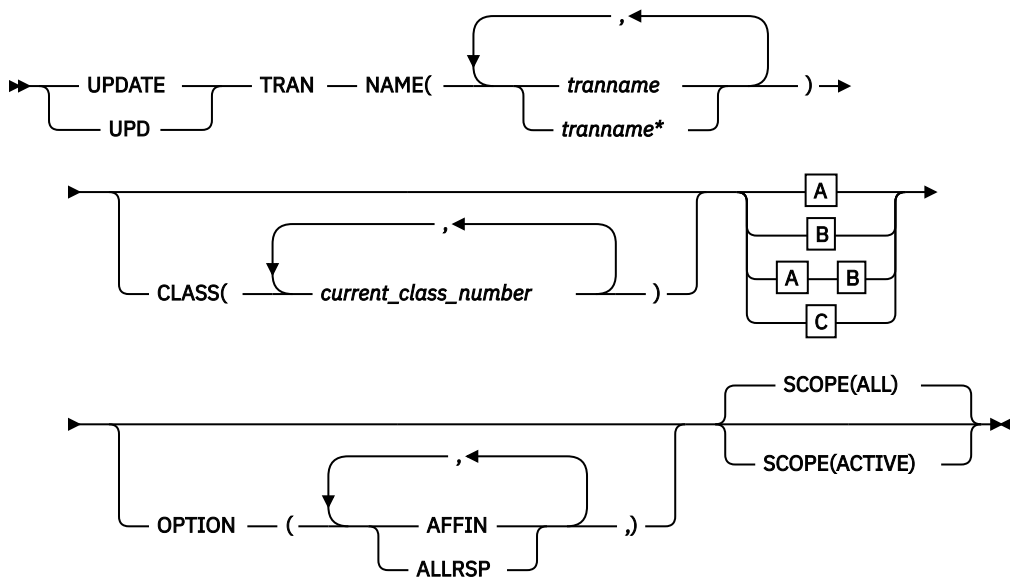 ,
UPDATE TRAN NAME( tranname )
UPD tranname*
A
, B
CLASS( current_class_number ) A B
C
SCOPE(ALL)
, SCOPE(ACTIVE)
OPTION ( AFFIN ,)
ALLRSP